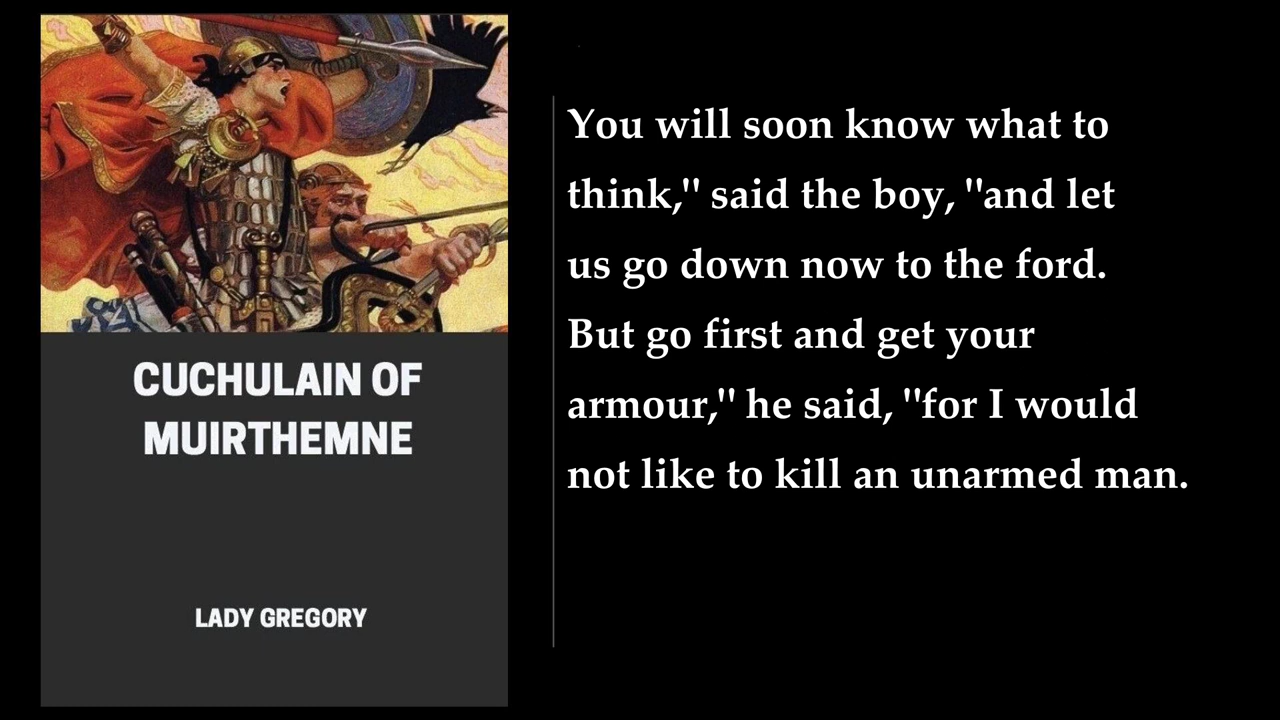 CUCHULAIN OF
MUIRTHEMNE
LADY GREGORY
You will soon know what to
think," said the boy, "and let
us go down now to the ford.
But go first and get your
armour," he said, "for I would
not like to kill an unarmed man.